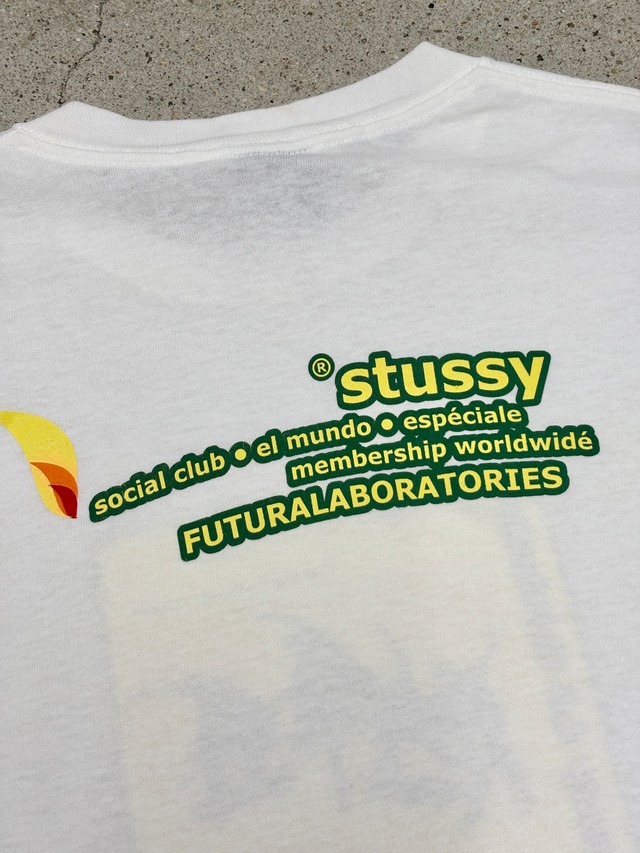 ® stussy
social club • el mundo • espéciale
membership worldwidé
FUTURALABORATORIES